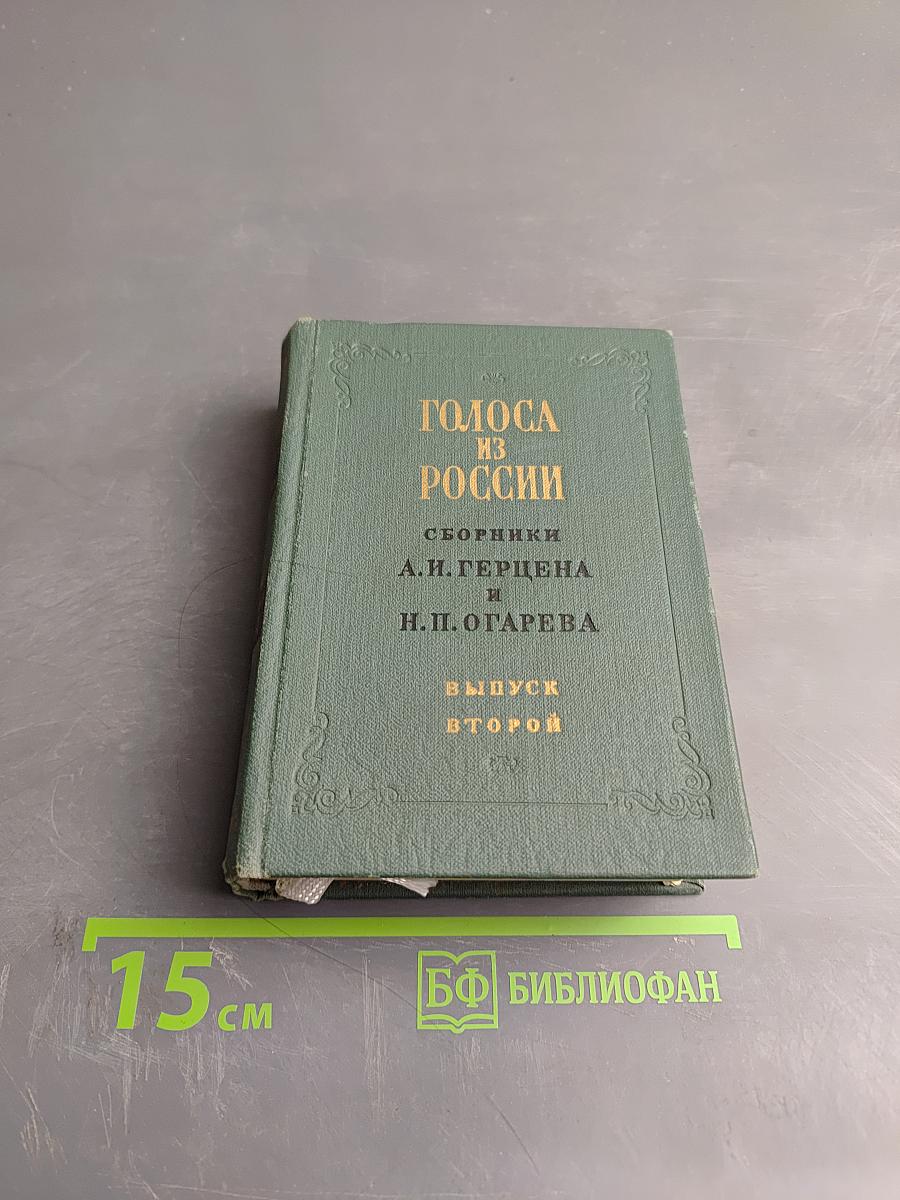 ГОЛОСА
ИЗ
РОССИИ
СБОРНИКИ
А.И.ГЕРЦЕНА
И
Н.П.ОГАРЕВА
ВЫПУСК
ВТОРОЙ
15 см
БФ БИБЛИОФАН